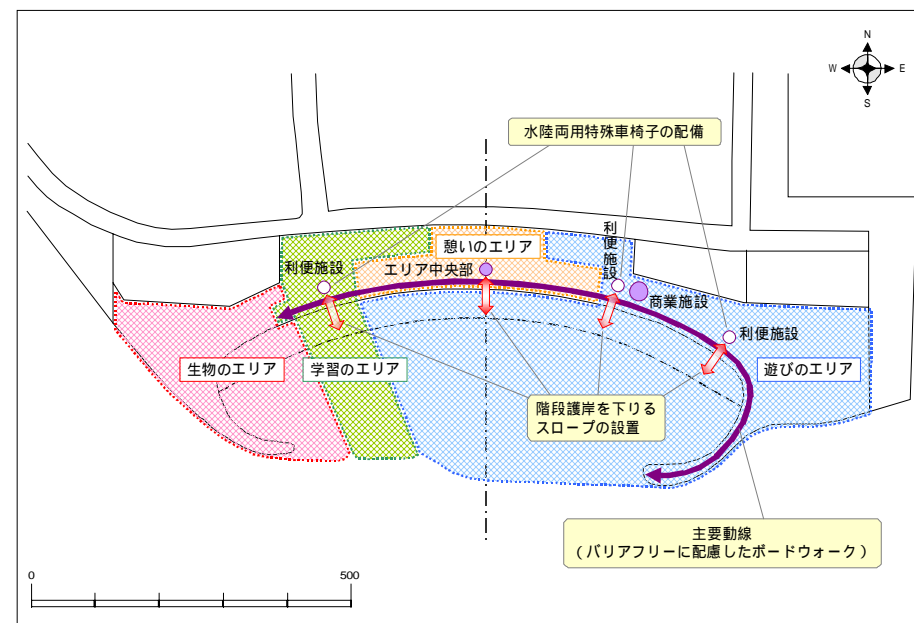 N
W
E
S
水陸両用特殊車椅子の配備
憩いのエリア
利便施設
利便施設
エリア中央部
商業施設
利便施設
生物のエリア
学習のエリア
遊びのエリア
階段護岸を下りる
スロープの設置
主要動線
(バリアフリーに配慮したボードウォーク)
0
500